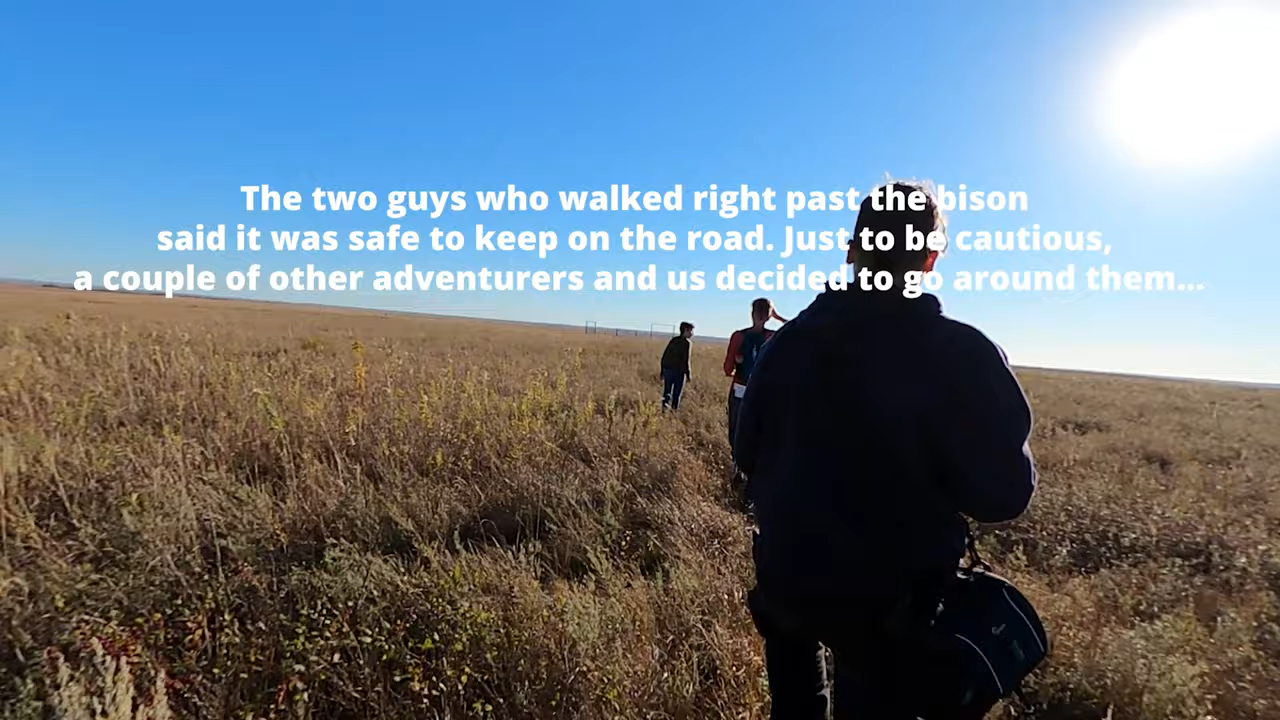 The two guys who walked right past the bison
said it was safe to keep on the road. Just to be cautious,
a couple of other adventurers and us decided to go around them...